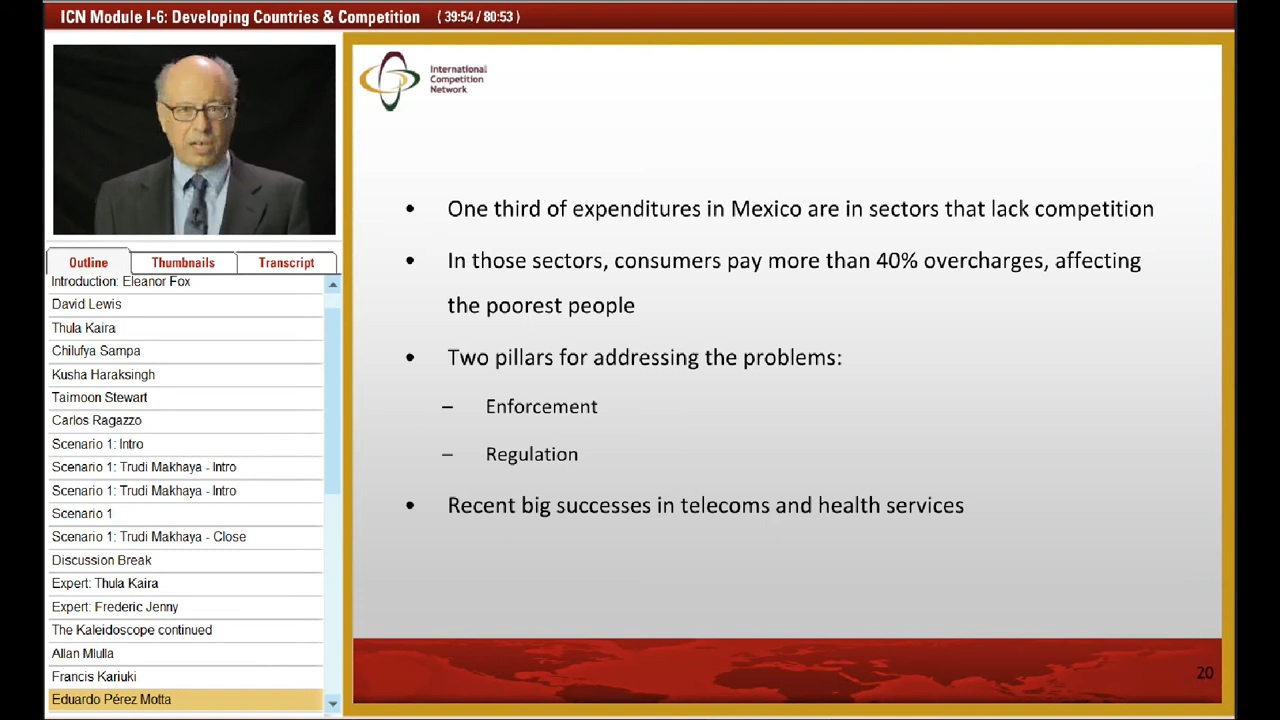 ICN Module I-6: Developing Countries & Competition ( 39:54 / 80:53 )
International
Competition
Network
Outline
Thumbnails
Transcript
Introduction: Eleanor Fox
David Lewis
Thula Kaira
Chilufya Sampa
Kusha Haraksingh
Taimoon Stewart
Carlos Ragazzo
Scenario 1: Intro
Scenario 1: Trudi Makhaya - Intro
Scenario 1: Trudi Makhaya - Intro
Scenario 1
Scenario 1: Trudi Makhaya - Close
Discussion Break
Expert: Thula Kaira
Expert: Frederic Jenny
The Kaleidoscope continued
Allan Mlulla
Francis Kariuki
Eduardo Pérez Motta
• One third of expenditures in Mexico are in sectors that lack competition
• In those sectors, consumers pay more than 40% overcharges, affecting
the poorest people
• Two pillars for addressing the problems:
– Enforcement
– Regulation
• Recent big successes in telecoms and health services
20